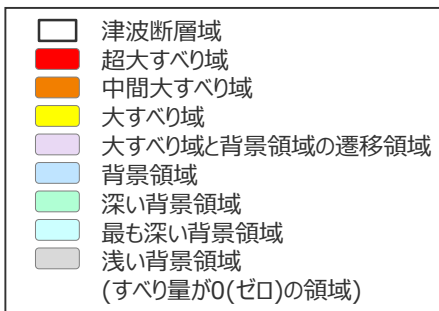 津波断層域
超大すべり域
中間大すべり域
大すべり域
大すべり域と背景領域の遷移領域
背景領域
深い背景領域
最も深い背景領域
浅い背景領域
(すべり量が0(ゼロ)の領域)